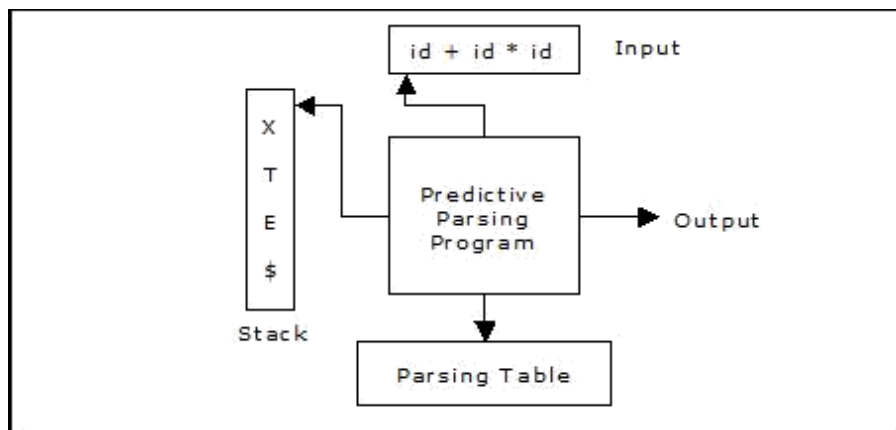 id + id * id
Input
X
T
E
$
Stack
Predictive
Parsing
Program
Output
Parsing Table